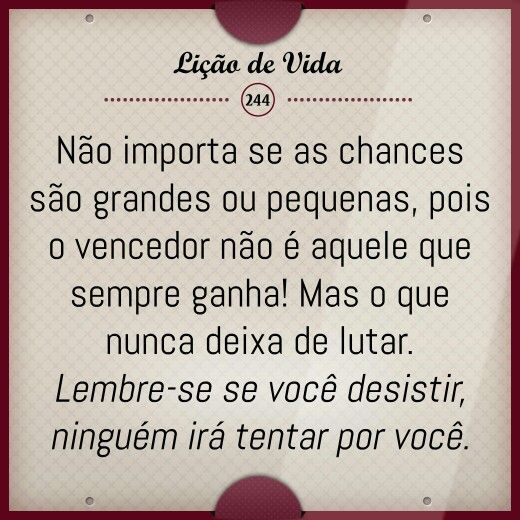 Lição de Vida
244
Não importa se as chances
são grandes ou pequenas, pois
o vencedor não é aquele que
sempre ganha! Mas o que
nunca deixa de lutar.
Lembre-se se você desistir,
ninguém irá tentar por você.